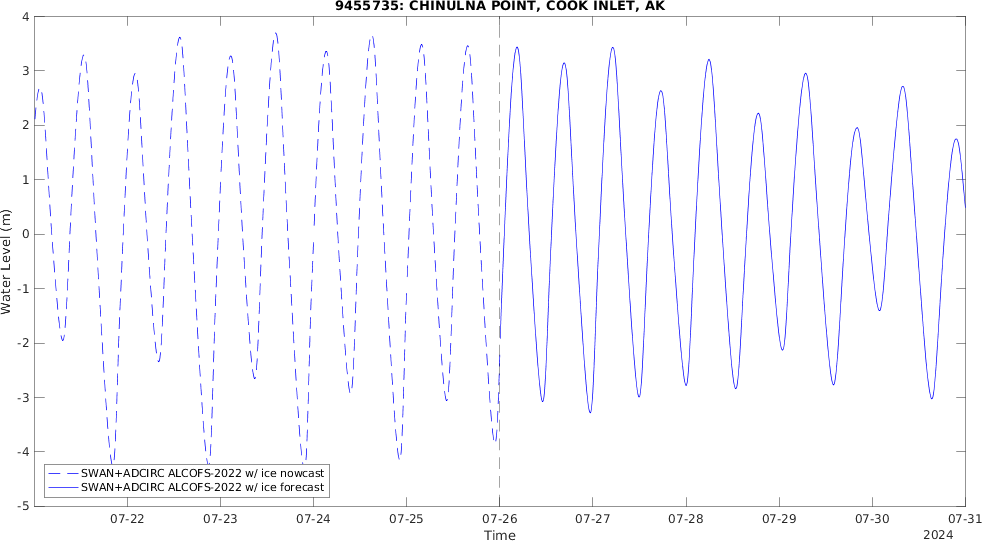 9455735: CHINULNA POINT, COOK INLET, AK
4
3
2
1
0
-1
-2
-3
-4
-5
Water Level (m)
SWAN+ADCIRC ALCOFS-2022 w/ ice nowcast
SWAN+ADCIRC ALCOFS-2022 w/ ice forecast
07-22 07-23 07-24 07-25 07-26 07-27 07-28 07-29 07-30 07-31
Time
2024